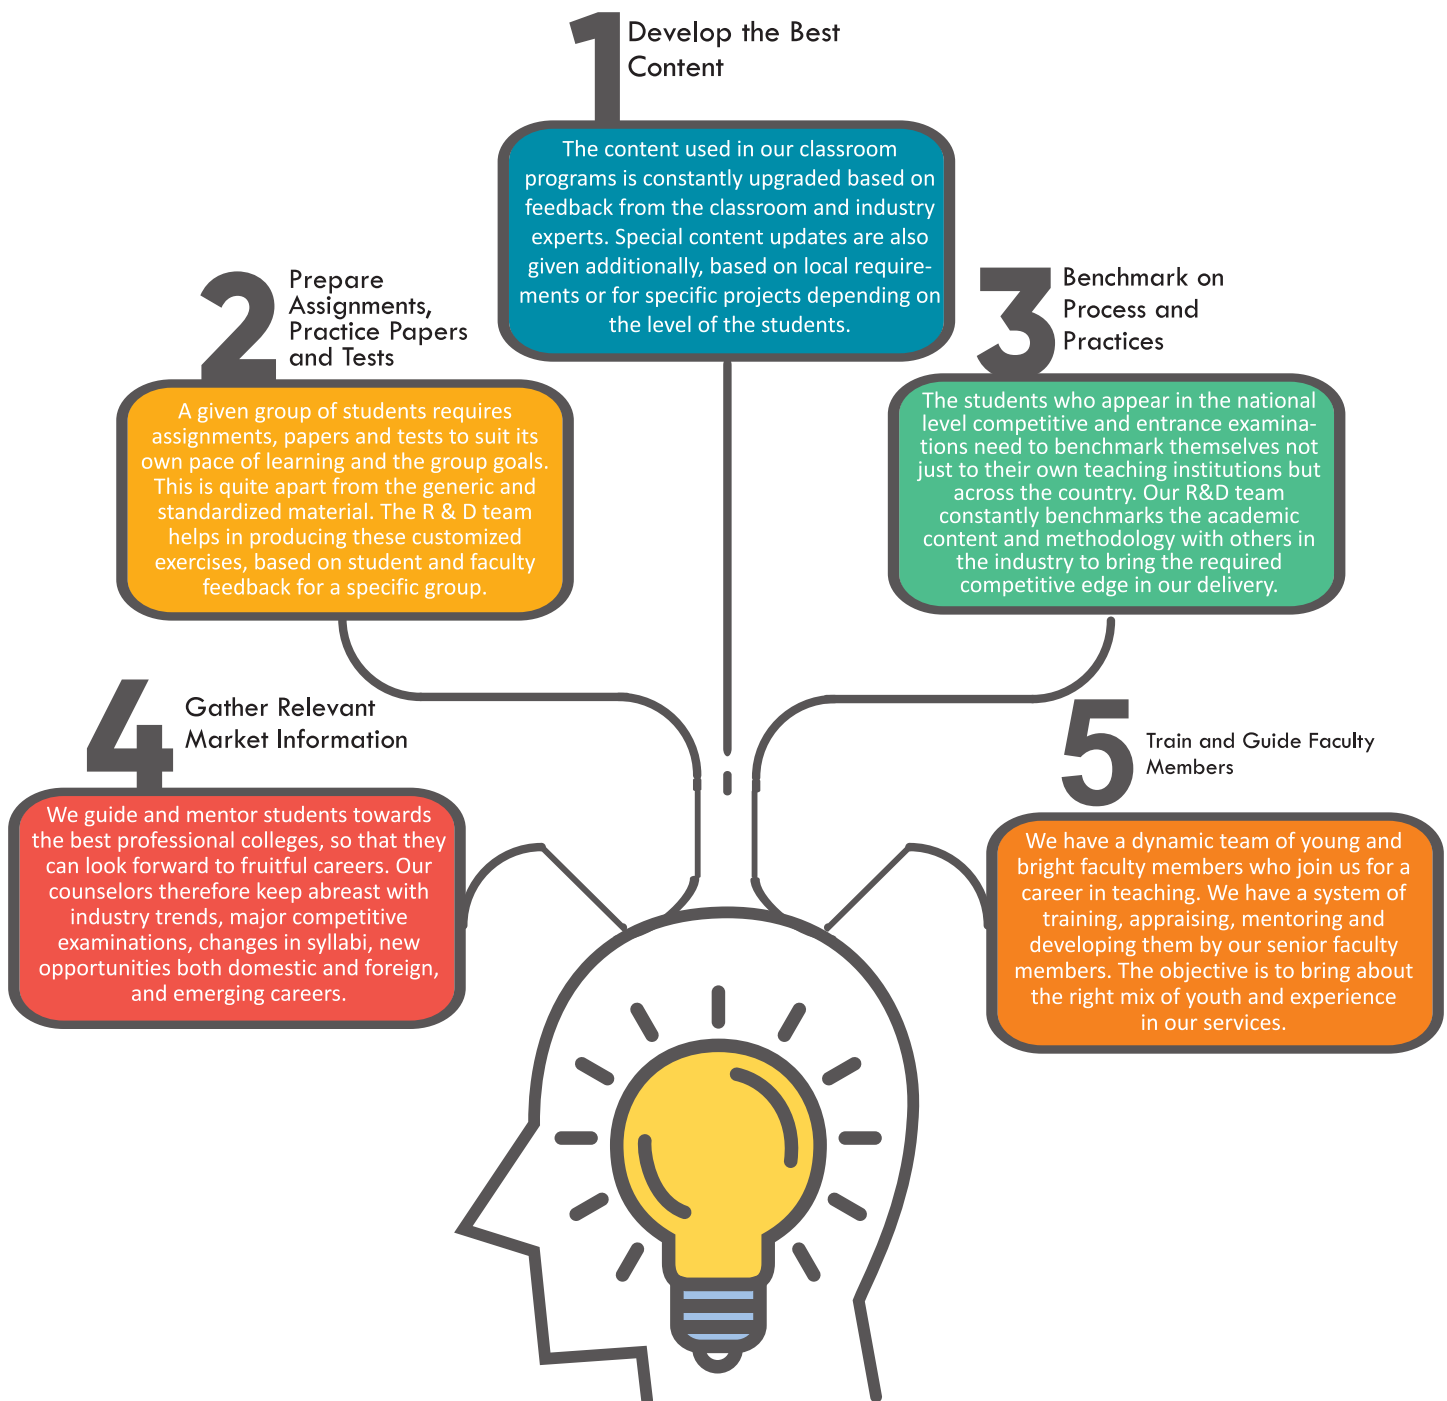 1
Develop the Best
Content
The content used in our classroom
programs is constantly upgraded based on
feedback from the classroom and industry
experts. Special content updates are also
given additionally, based on local require-
ments or for specific projects depending on
the level of the students.
2
Prepare
Assignments,
Practice Papers
and Tests
A given group of students requires
assignments, papers and tests to suit its
own pace of learning and the group goals.
This is quite apart from the generic and
standardized material. The R & D team
helps in producing these customized
exercises, based on student and faculty
feedback for a specific group.
3
Benchmark on
Process and
Practices
The students who appear in the national
level competitive and entrance examina-
tions need to benchmark themselves not
just to their own teaching institutions but
across the country. Our R&D team
constantly benchmarks the academic
content and methodology with others in
the industry to bring the required
competitive edge in our delivery.
4
Gather Relevant
Market Information
We guide and mentor students towards
the best professional colleges, so that they
can look forward to fruitful careers. Our
counselors therefore keep abreast with
industry trends, major competitive
examinations, changes in syllabi, new
opportunities both domestic and foreign,
and emerging careers.
5
Train and Guide Faculty
Members
We have a dynamic team of young and
bright faculty members who join us for a
career in teaching. We have a system of
training, appraising, mentoring and
developing them by our senior faculty
members. The objective is to bring about
the right mix of youth and experience
in our services.